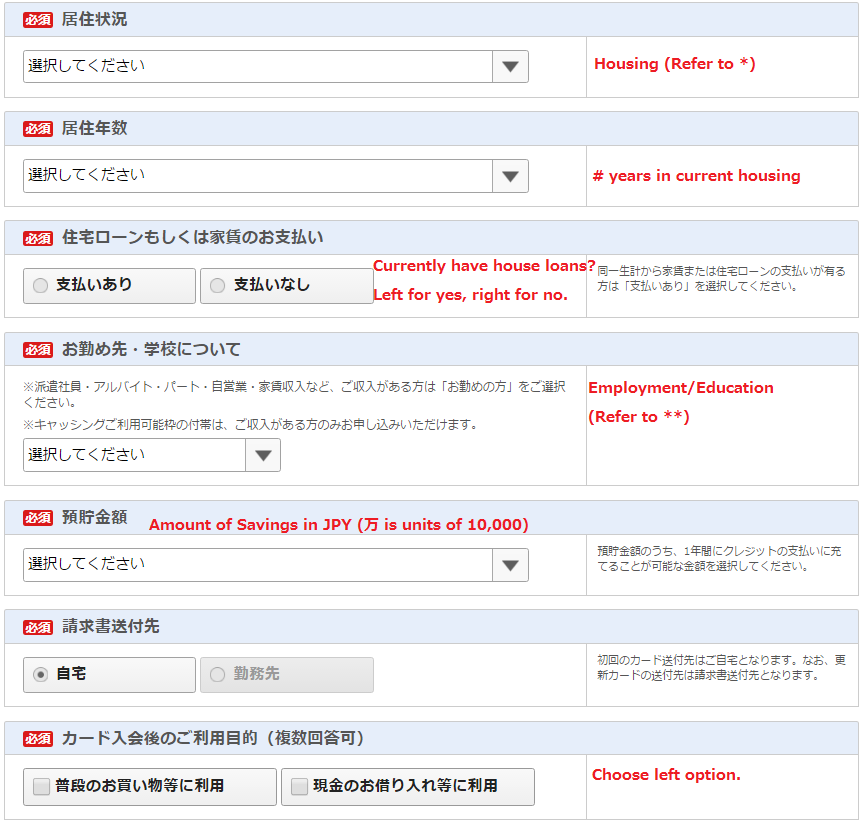 必須 居住状況
選択してください
Housing (Refer to *)
必須 居住年数
選択してください
# years in current housing
必須 住宅ローンもしくは家賃のお支払い
支払いあり 支払いなし
Currently have house loans?
Left for yes, right for no.
同一生計から家賃または住宅ローンの支払いが有る
方は「支払いあり」を選択してください。
必須 お勤め先・学校について
※派遣社員・アルバイト・パート・自営業・家賃収入など、ご収入がある方は「お勤めの方」をご選択
ください。
※キャッシングご利用可能枠の付帯は、ご収入がある方のみお申し込みいただけます。
選択してください
Employment/Education
(Refer to **)
必須 預貯金額
Amount of Savings in JPY (万 is units of 10,000)
選択してください
預貯金額のうち、1年間にクレジットの支払いに充
てることが可能な金額を選択してください。
必須 請求書送付先
自宅 勤務先
初回のカード送付先はご自宅となります。なお、更
新カードの送付先は請求書送付先となります。
必須 カード入会後のご利用目的（複数回答可）
普段のお買い物等に利用 現金のお借り入れ等に利用
Choose left option.